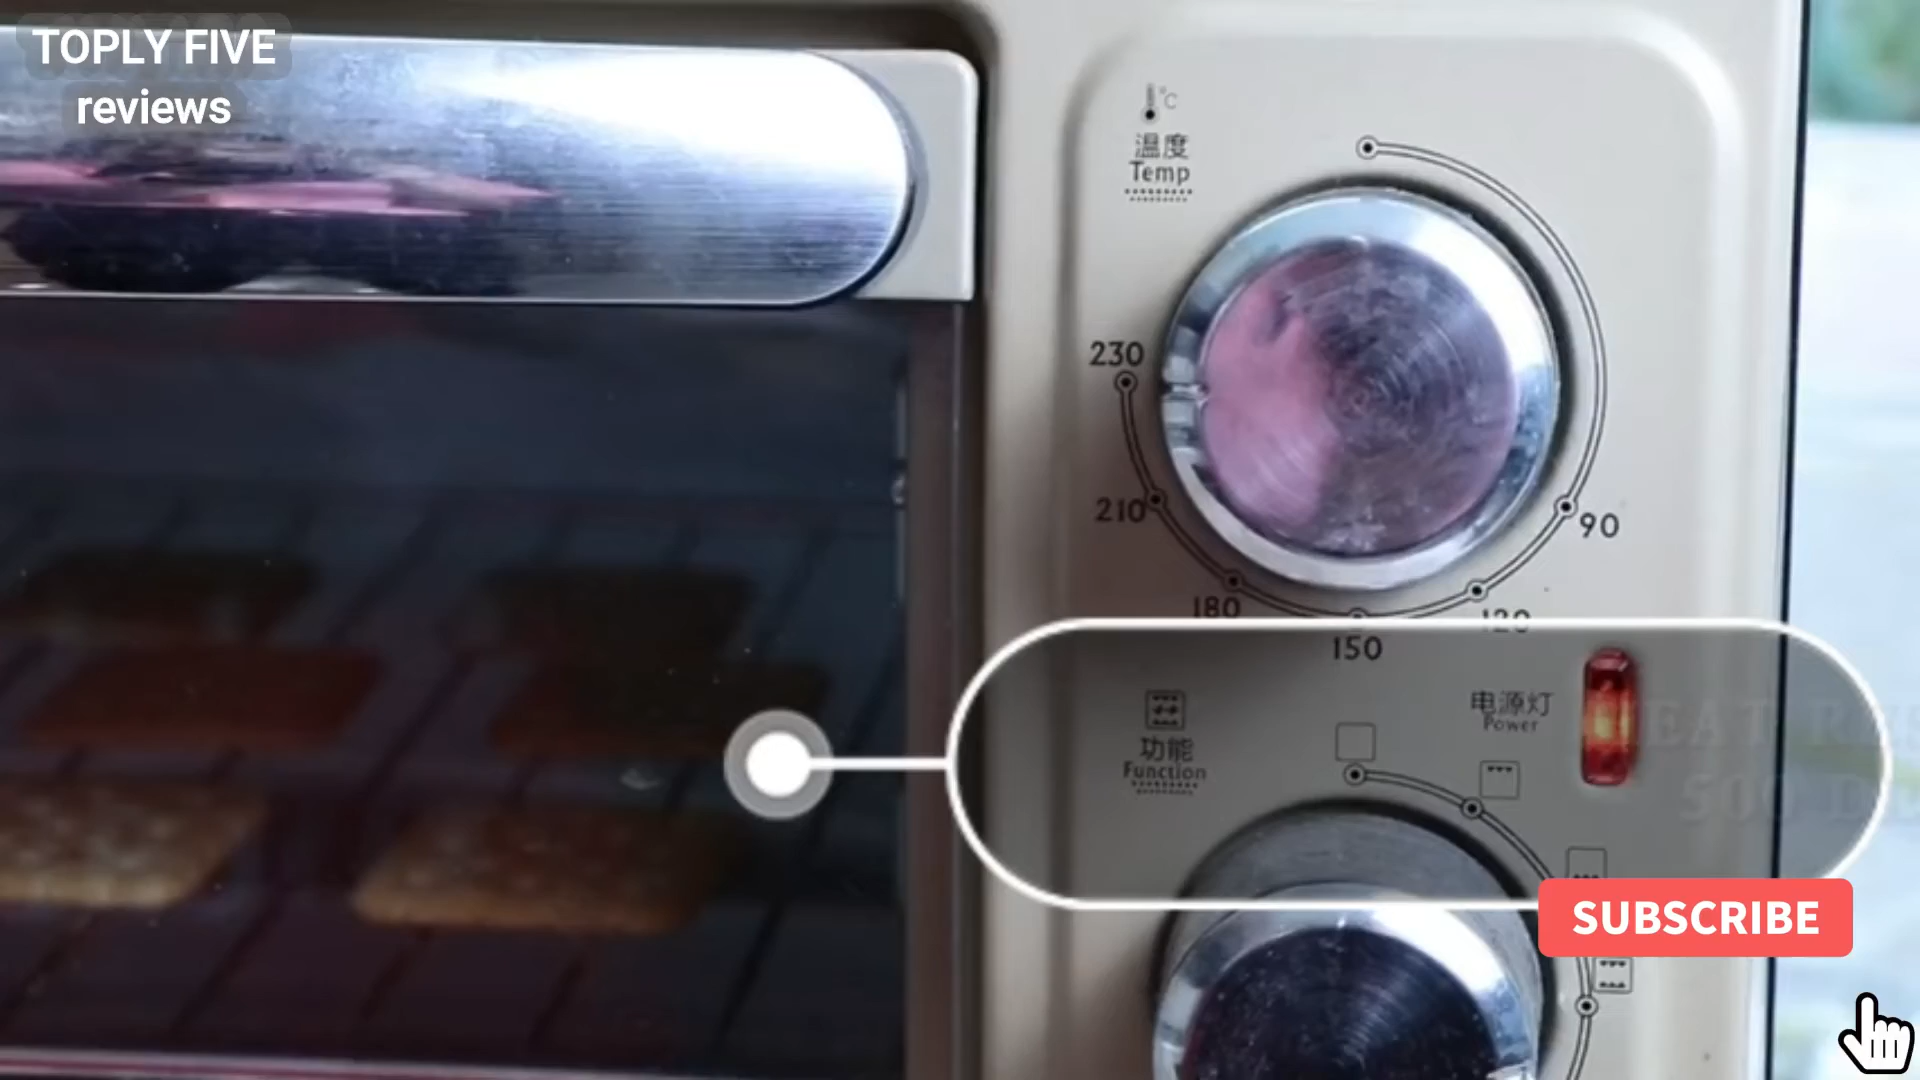 TOPLY FIVE
reviews
°C
温度
Temp
230
210
90
180
120
150
电源灯
Power
功能
Function
SUBSCRIBE